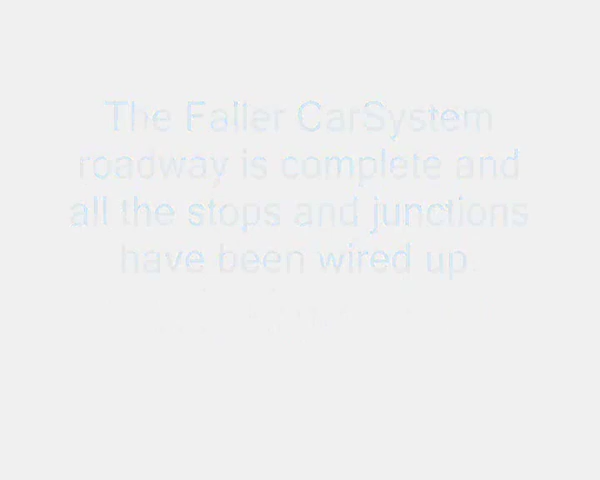 The Faller CarSystem
roadway is complete and
all the stops and junctions
have been wired up